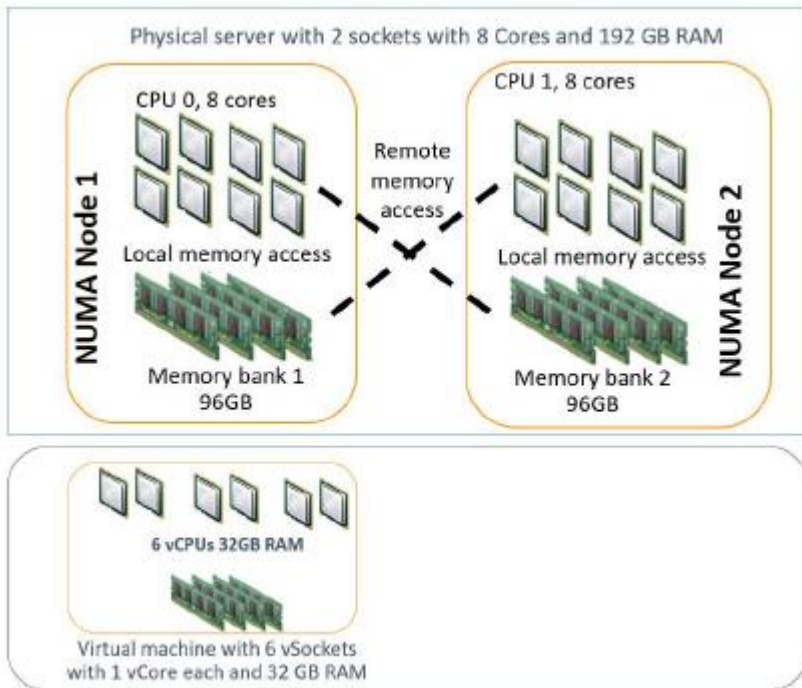 Physical server with 2 sockets with 8 Cores and 192 GB RAM
NUMA Node 1
CPU 0, 8 cores
Local memory access
Memory bank 1
96GB
Remote
memory
access
CPU 1, 8 cores
Local memory access
Memory bank 2
96GB
NUMA Node 2
6 vCPUs 32GB RAM
Virtual machine with 6 vSockets
with 1 vCore each and 32 GB RAM